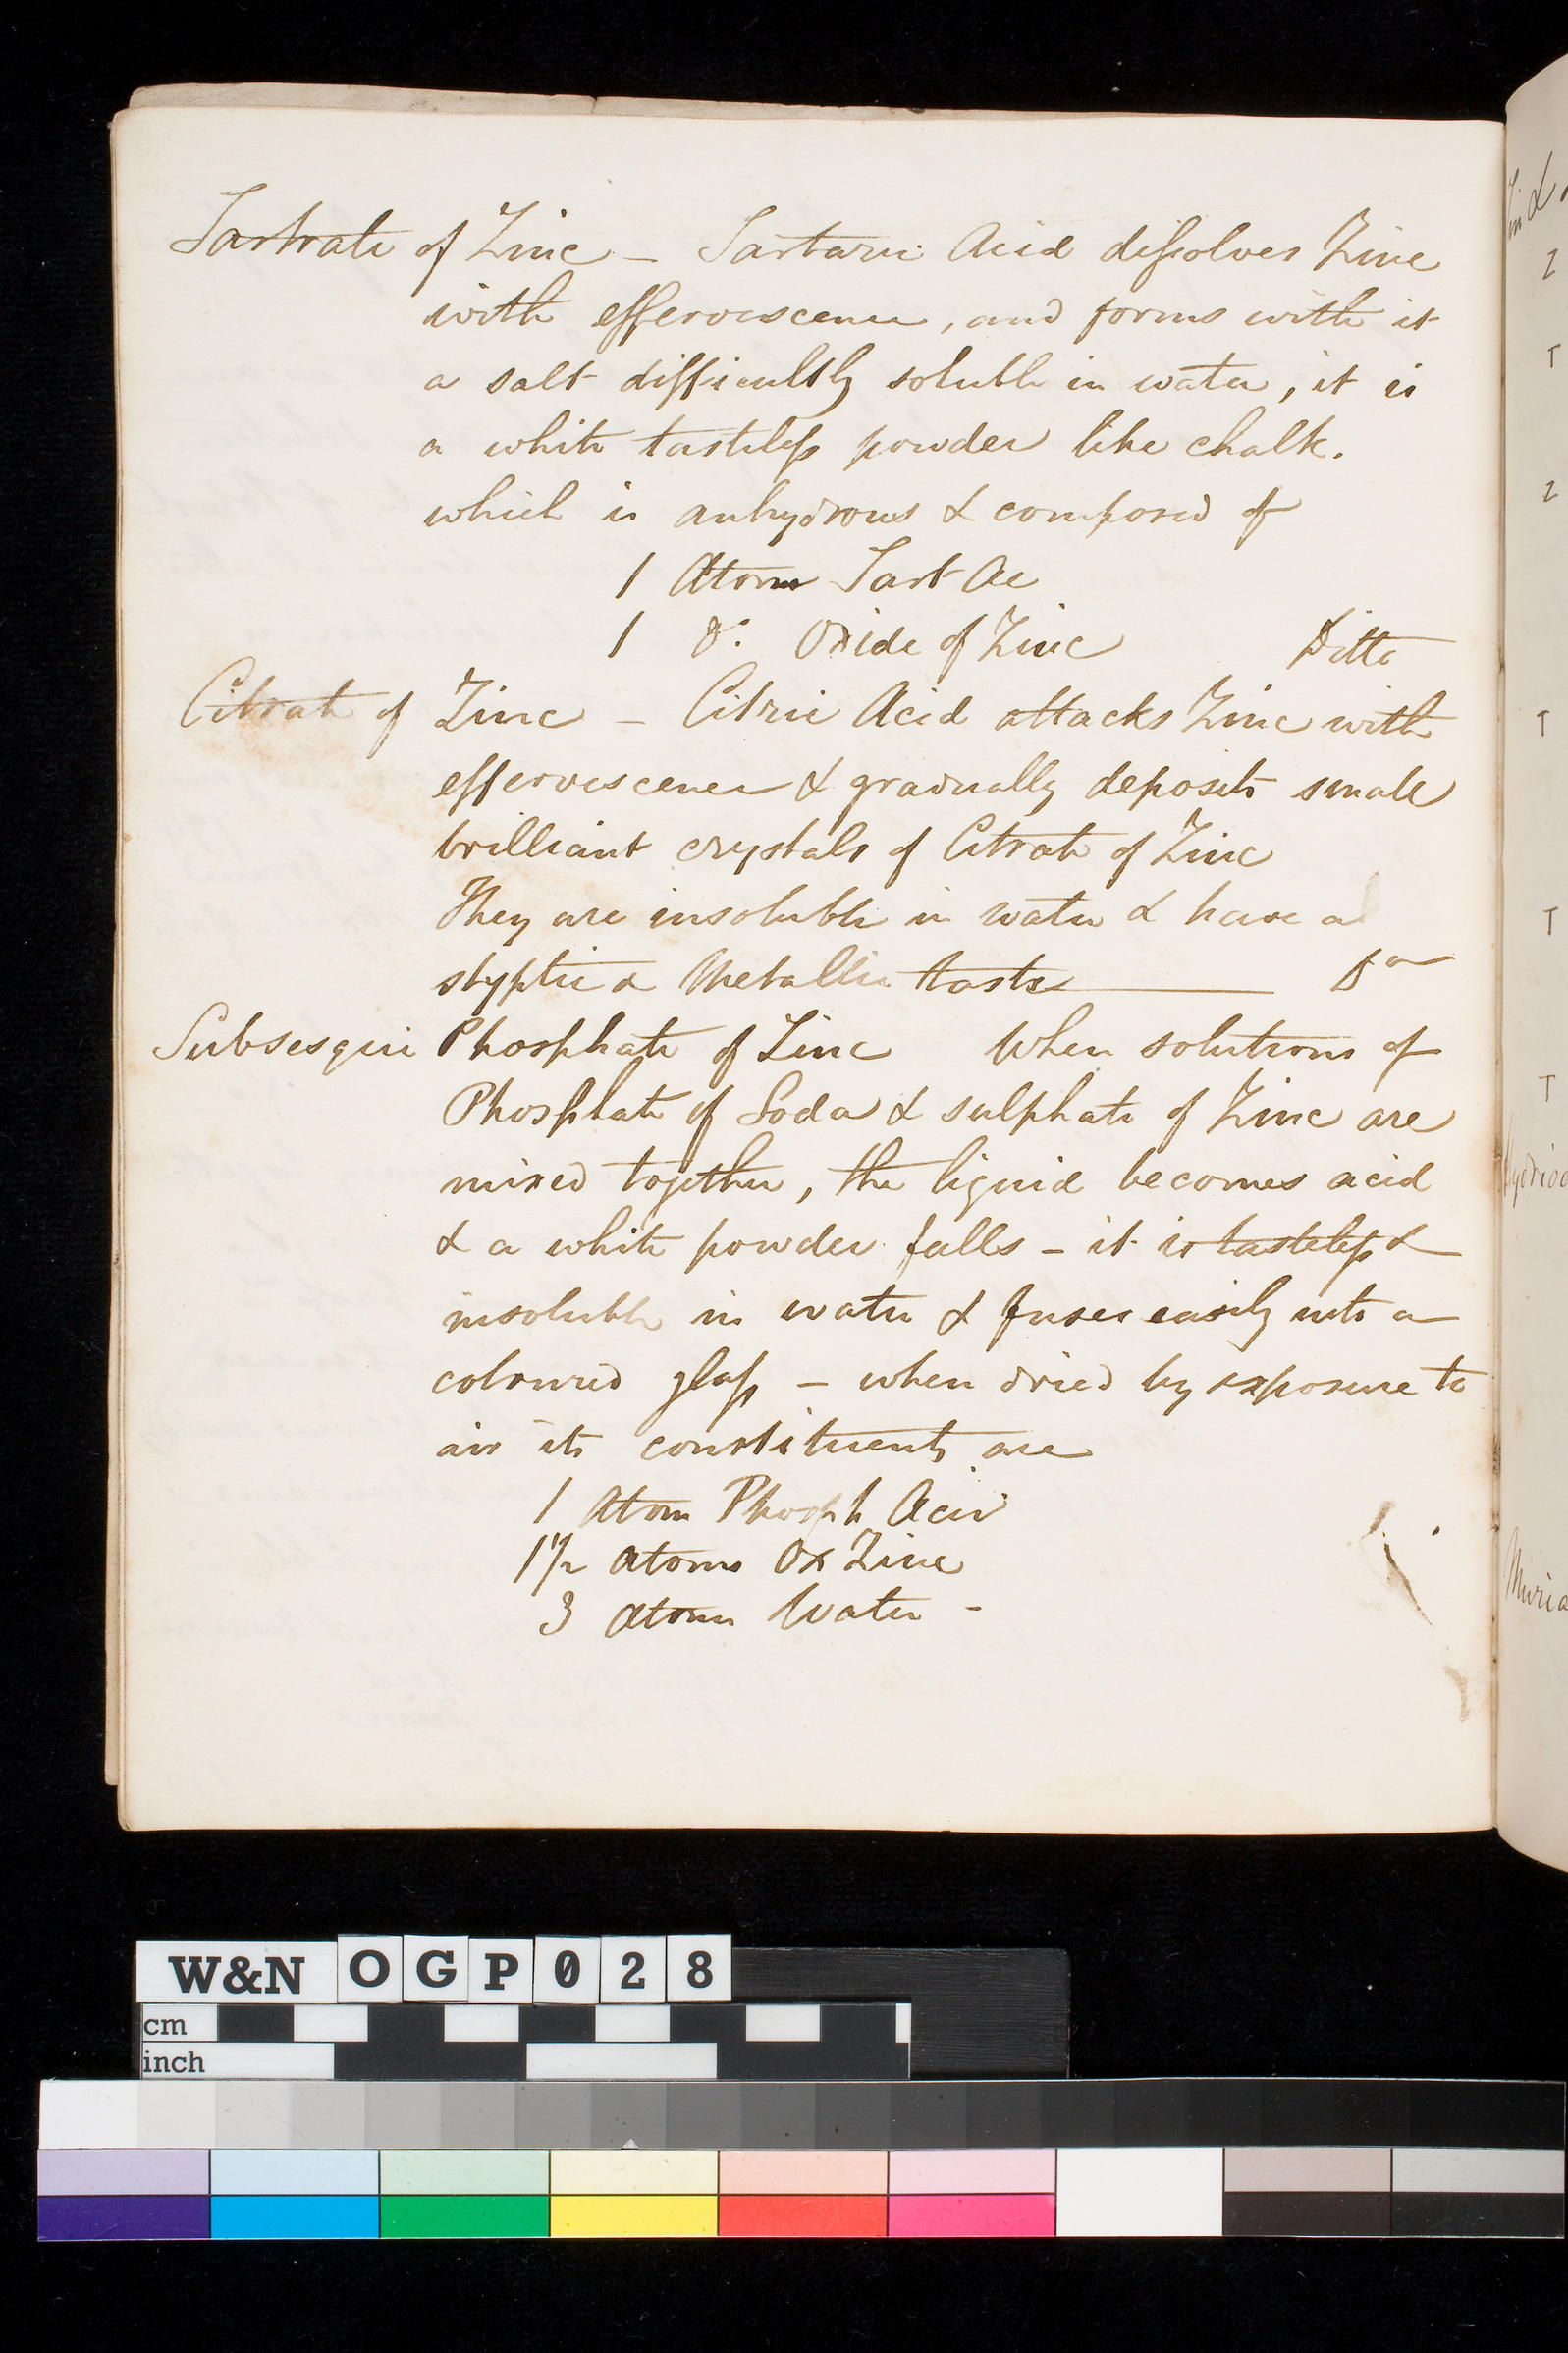 Tartrate of Zinc – Tartaric Acid dissolves Zinc
with effervescence, and forms with it
a salt difficultly soluble in water, it is
a white tasteless powder like chalk.
which is anhydrous & composed of
1 Atom Tart Ac
1 do. Oxide of Zinc Ditto
Citrate of Zinc – Citric Acid attacks Zinc with
effervescence & gradually deposits small
brilliant crystals of Citrate of Zinc
They are insoluble in water & have a
styptic & Metallic taste Do
Subsesqui Phosphate of Zinc When solutions of
Phosphate of Soda & sulphate of Zinc are
mixed together, the liquid becomes acid
& a white powder falls – it is tasteless &
insoluble in water & fuses easily into a
coloured glass – when dried by exposure to
air its constituents are
1 Atom Phosph Acid
1 1/2 Atoms Ox Zinc
3 Atoms Water –
W&N OGP028
cm
inch